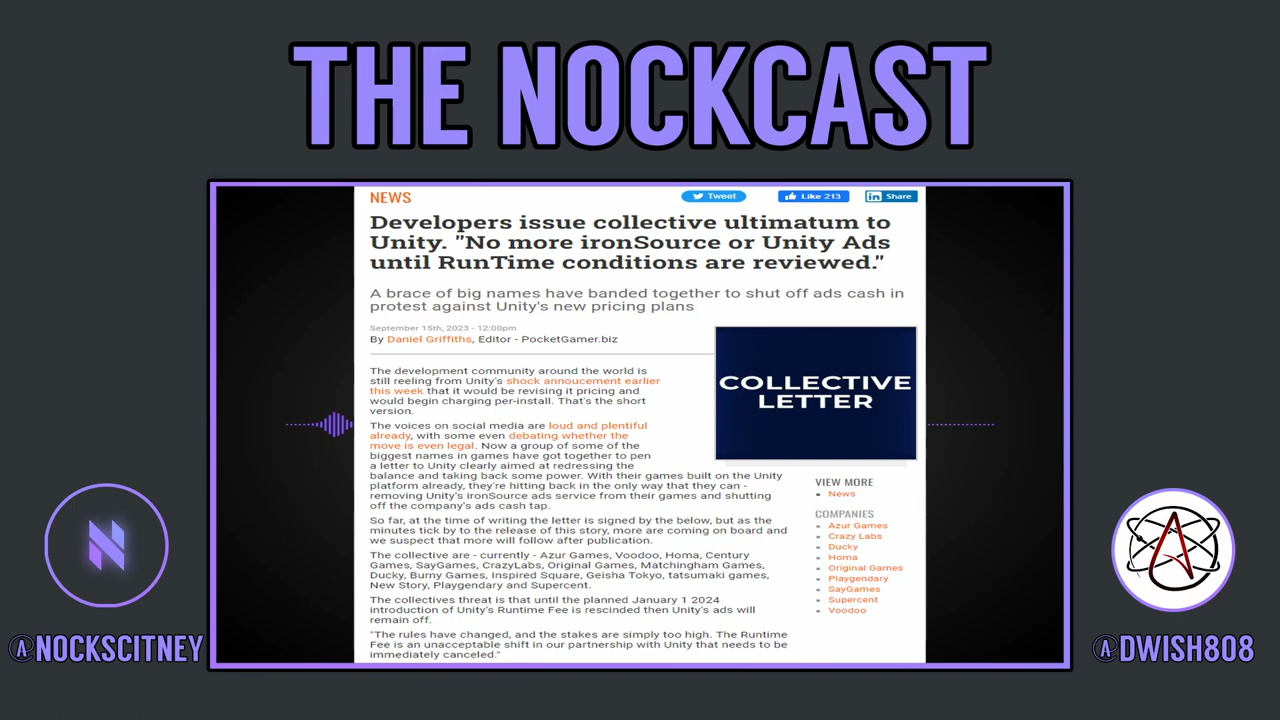 THE NOCKCAST
NEWS
Tweet
Like 213
in Share
Developers issue collective ultimatum to
Unity. "No more ironSource or Unity Ads
until RunTime conditions are reviewed."
A brace of big names have banded together to shut off ads cash in
protest against Unity's new pricing plans
September 15th, 2023 - 12:00pm
By Daniel Griffiths, Editor - PocketGamer.biz
COLLECTIVE
LETTER
The development community around the world is
still reeling from Unity's shock annoucement earlier
this week that it would be revising it pricing and
would begin charging per-install. That's the short
version.
The voices on social media are loud and plentiful
already, with some even debating whether the
move is even legal. Now a group of some of the
biggest names in games have got together to pen
a letter to Unity clearly aimed at redressing the
balance and taking back some power. With their games built on the Unity
platform already, they're hitting back in the only way that they can -
removing Unity's ironSource ads service from their games and shutting
off the company's ads cash tap.
So far, at the time of writing the letter is signed by the below, but as the
minutes tick by to the release of this story, more are coming on board and
we suspect that more will follow after publication.
The collective are - currently - Azur Games, Voodoo, Homa, Century
Games, SayGames, CrazyLabs, Original Games, Matchingham Games,
Ducky, Burny Games, Inspired Square, Geisha Tokyo, tatsumaki games,
New Story, Playgendary and Supercent.
The collectives threat is that until the planned January 1 2024
introduction of Unity's Runtime Fee is rescinded then Unity's ads will
remain off.
"The rules have changed, and the stakes are simply too high. The Runtime
Fee is an unacceptable shift in our partnership with Unity that needs to be
immediately canceled."
VIEW MORE
News
COMPANIES
Azur Games
Crazy Labs
Ducky
Homa
Original Games
Playgendary
SayGames
Supercent
Voodoo
N
@NOCKSCITNEY
A
@DWISH808